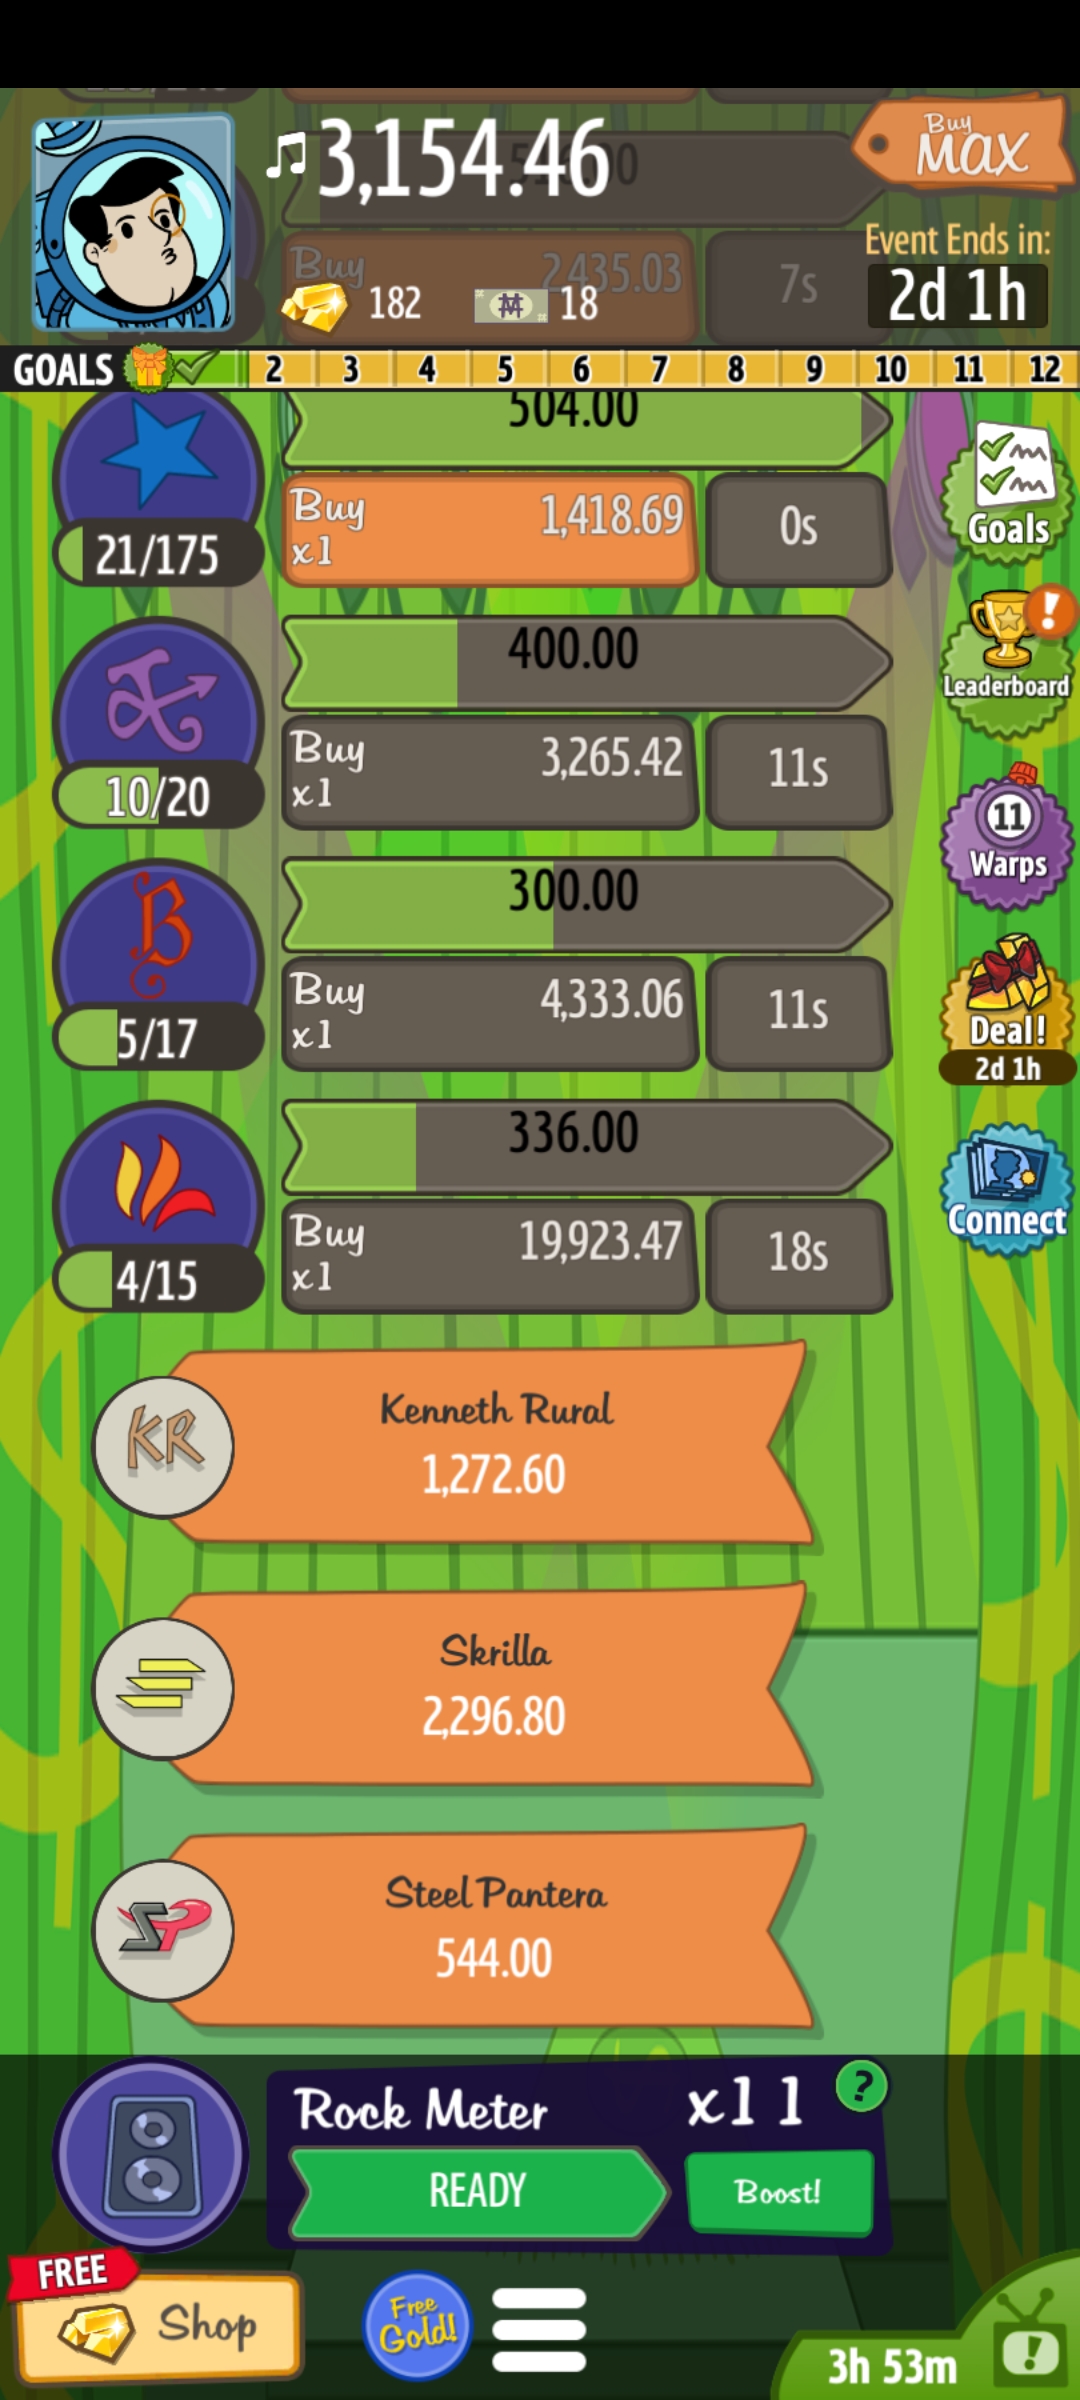 3,154.46
Buy
MAX
Buy
2,435.03
7s
182
18
Event Ends in:
2d 1h
GOALS 2 3 4 5 6 7 8 9 10 11 12
504.00
21/175
Buy
x1
1,418.69
0s
Goals
400.00
10/20
Buy
x1
3,265.42
11s
Leaderboard
300.00
5/17
Buy
x1
4,333.06
11s
11
Warps
Deal!
2d 1h
336.00
4/15
Buy
x1
19,923.47
18s
Connect
KR
Kenneth Rural
1,272.60
Skrilla
2,296.80
SP
Steel Pantera
544.00
Rock Meter
x11
?
READY
Boost!
FREE
Shop
Free
Gold!
3h 53m